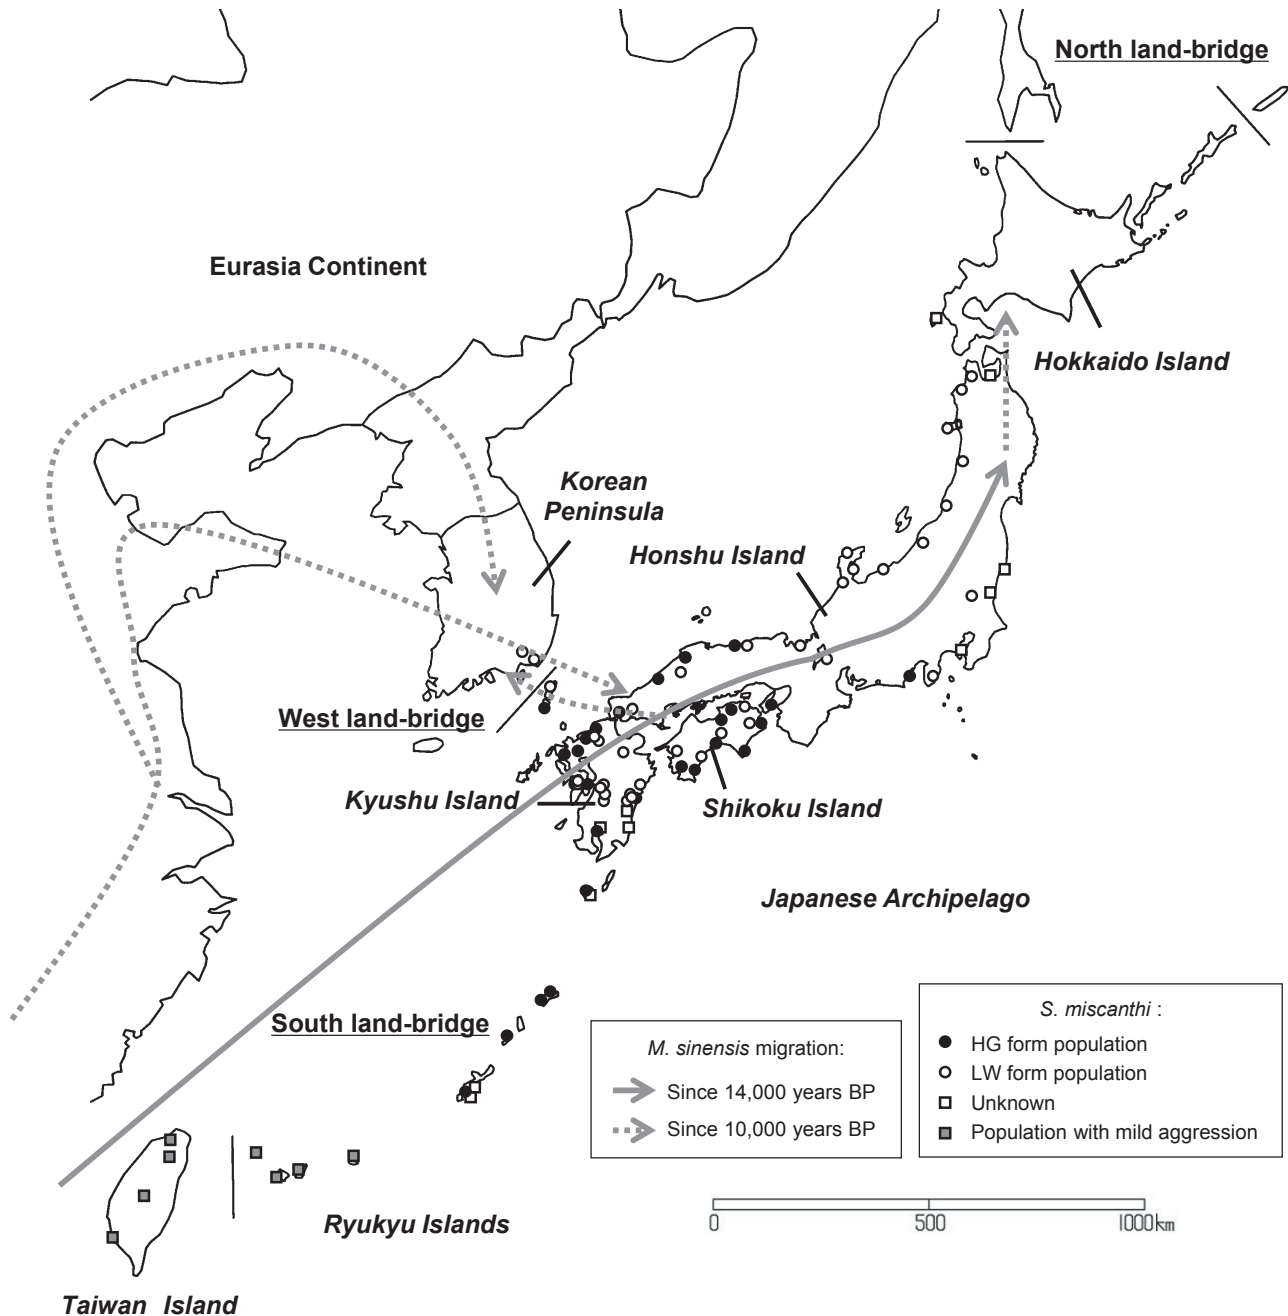 North land-bridge
Eurasia Continent
Hokkaido Island
Korean
Peninsula
Honshu Island
West land-bridge
Kyushu Island
Shikoku Island
Japanese Archipelago
South land-bridge
M. sinensis migration:
Since 14,000 years BP
Since 10,000 years BP
S. miscanthi :
HG form population
LW form population
Unknown
Population with mild aggression
Ryukyu Islands
0 500 1000km
Taiwan Island